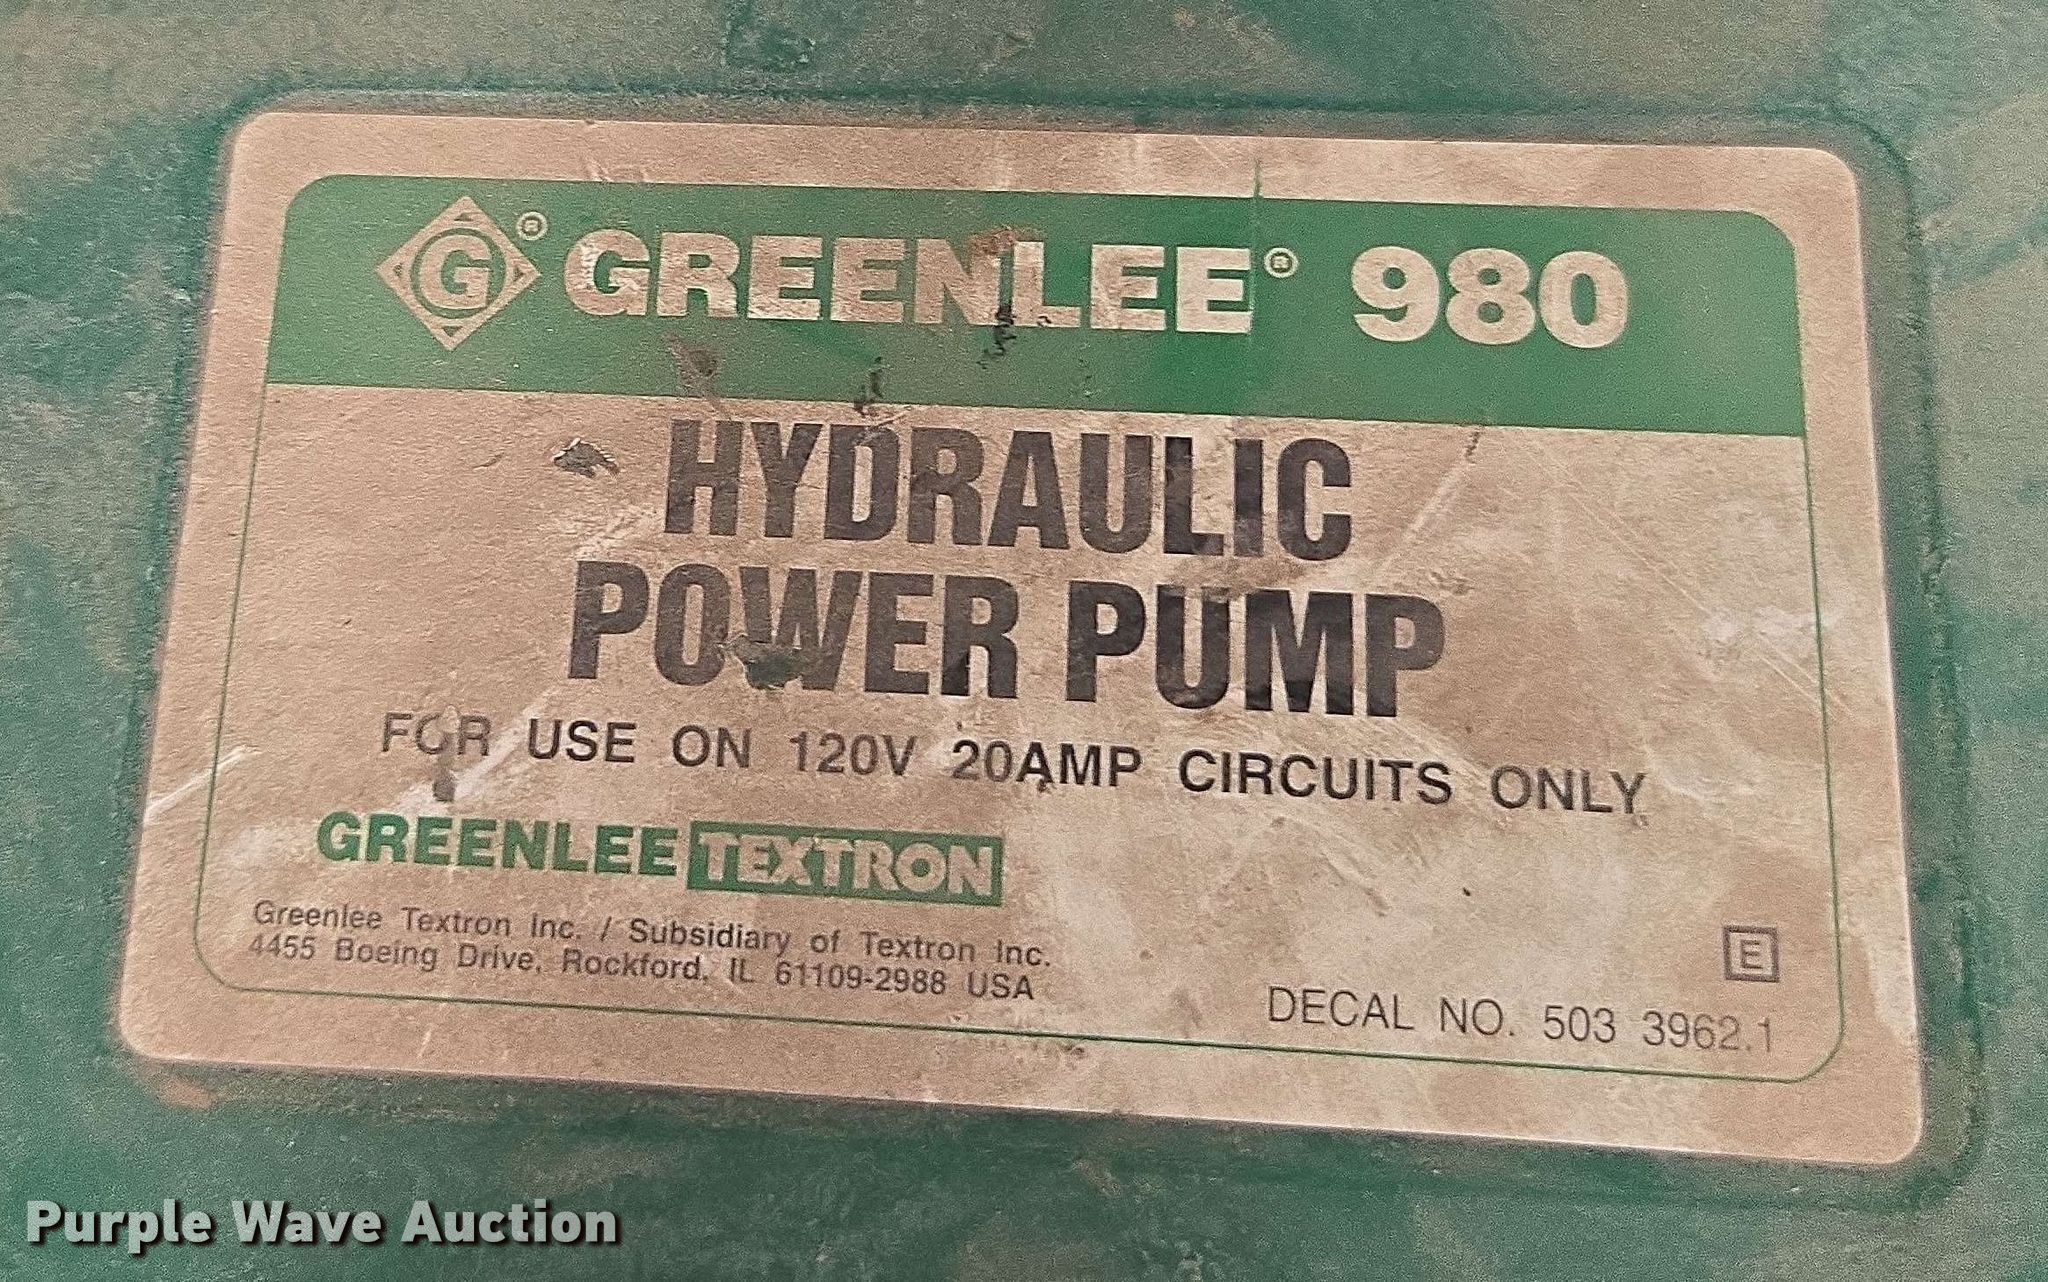 G® GREENLEE® 980
HYDRAULIC
POWER PUMP
FOR USE ON 120V 20AMP CIRCUITS ONLY
GREENLEE TEXTRON
Greenlee Textron Inc. / Subsidiary of Textron Inc.
4455 Boeing Drive, Rockford, IL 61109-2988 USA
E
DECAL NO. 503 3962.1
Purple Wave Auction